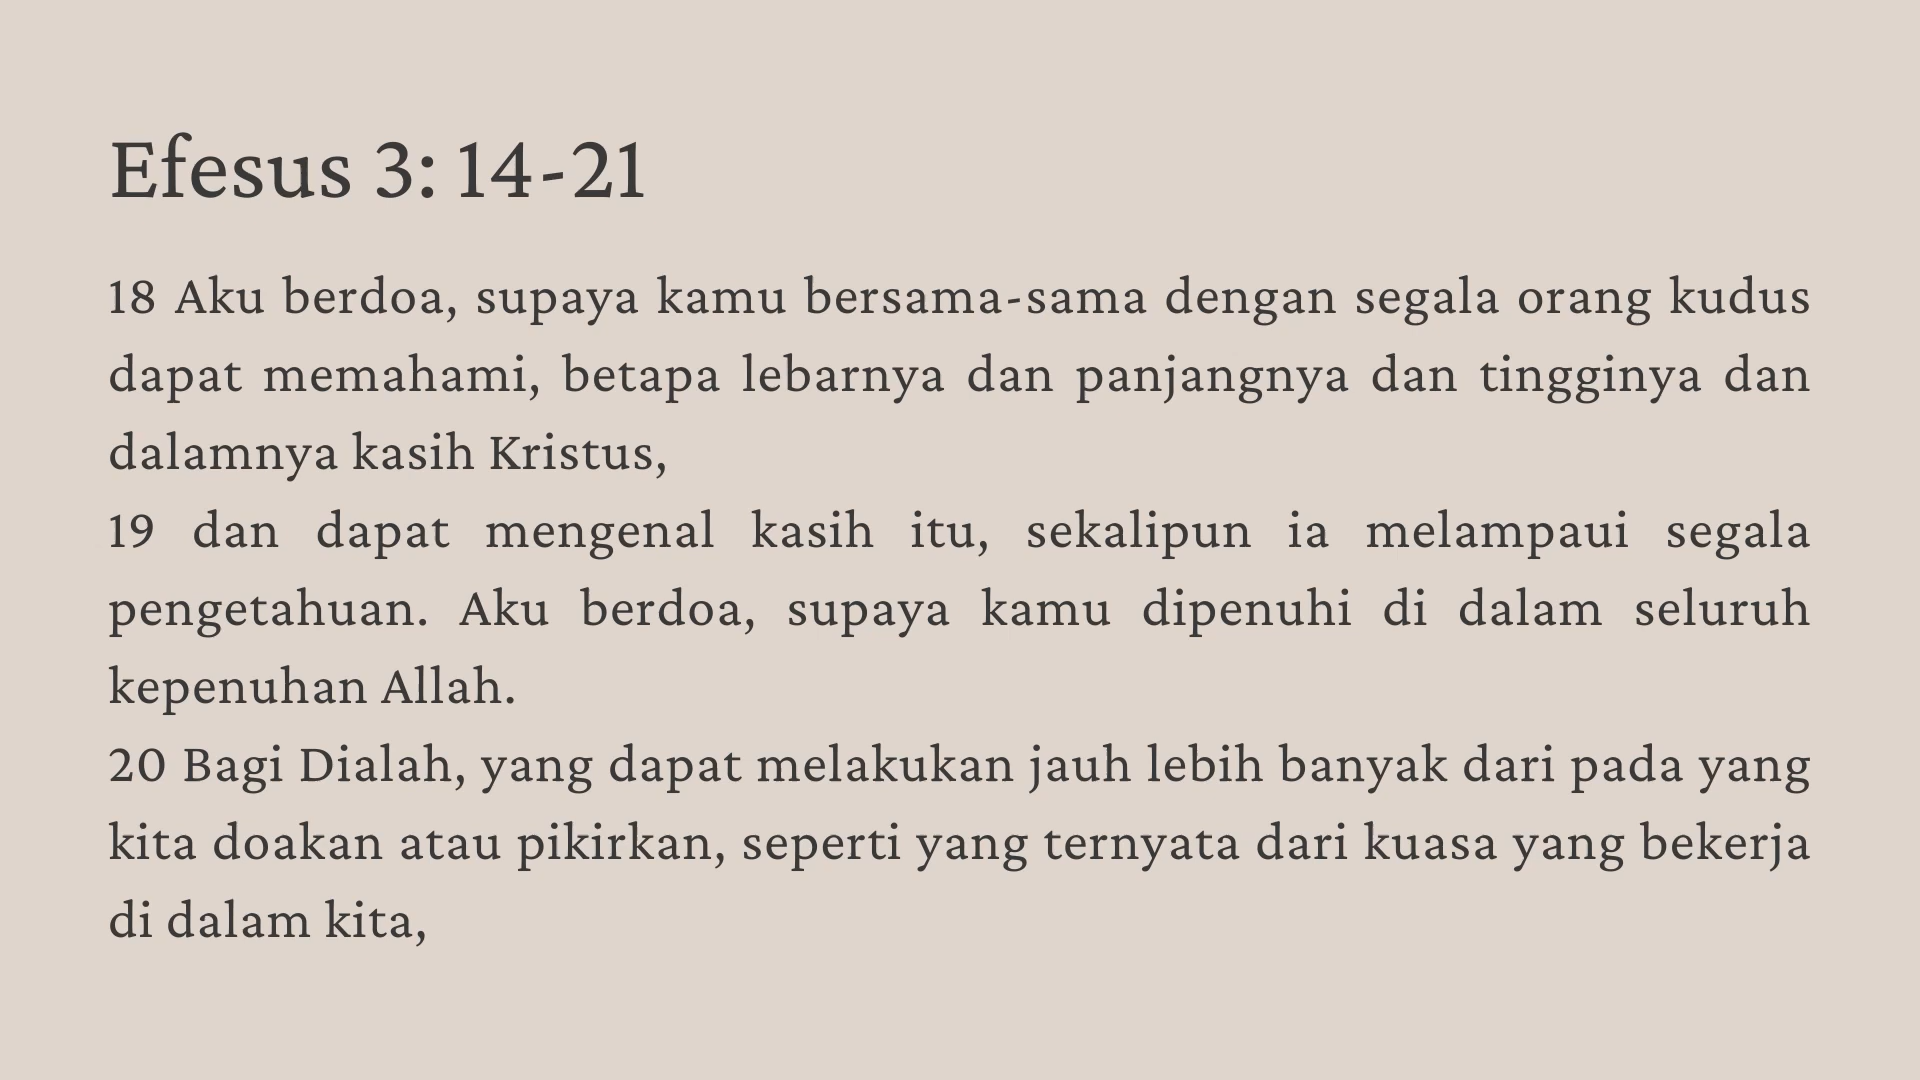 Efesus 3: 14-21
18 Aku berdoa, supaya kamu bersama-sama dengan segala orang kudus
dapat memahami, betapa lebarnya dan panjangnya dan tingginya dan
dalamnya kasih Kristus,
19 dan dapat mengenal kasih itu, sekalipun ia melampaui segala
pengetahuan. Aku berdoa, supaya kamu dipenuhi di dalam seluruh
kepenuhan Allah.
20 Bagi Dialah, yang dapat melakukan jauh lebih banyak dari pada yang
kita doakan atau pikirkan, seperti yang ternyata dari kuasa yang bekerja
di dalam kita,